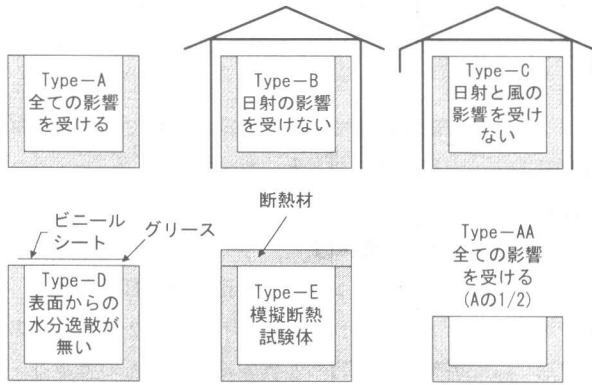 Type－A
全ての影響
を受ける
Type－B
日射の影響
を受けない
Type－C
日射と風の
影響を受け
ない
ビニール
シート
グリース
Type－D
表面からの
水分逸散が
無い
断熱材
Type－E
模擬断熱
試験体
Type－AA
全ての影響
を受ける
(Aの1/2)